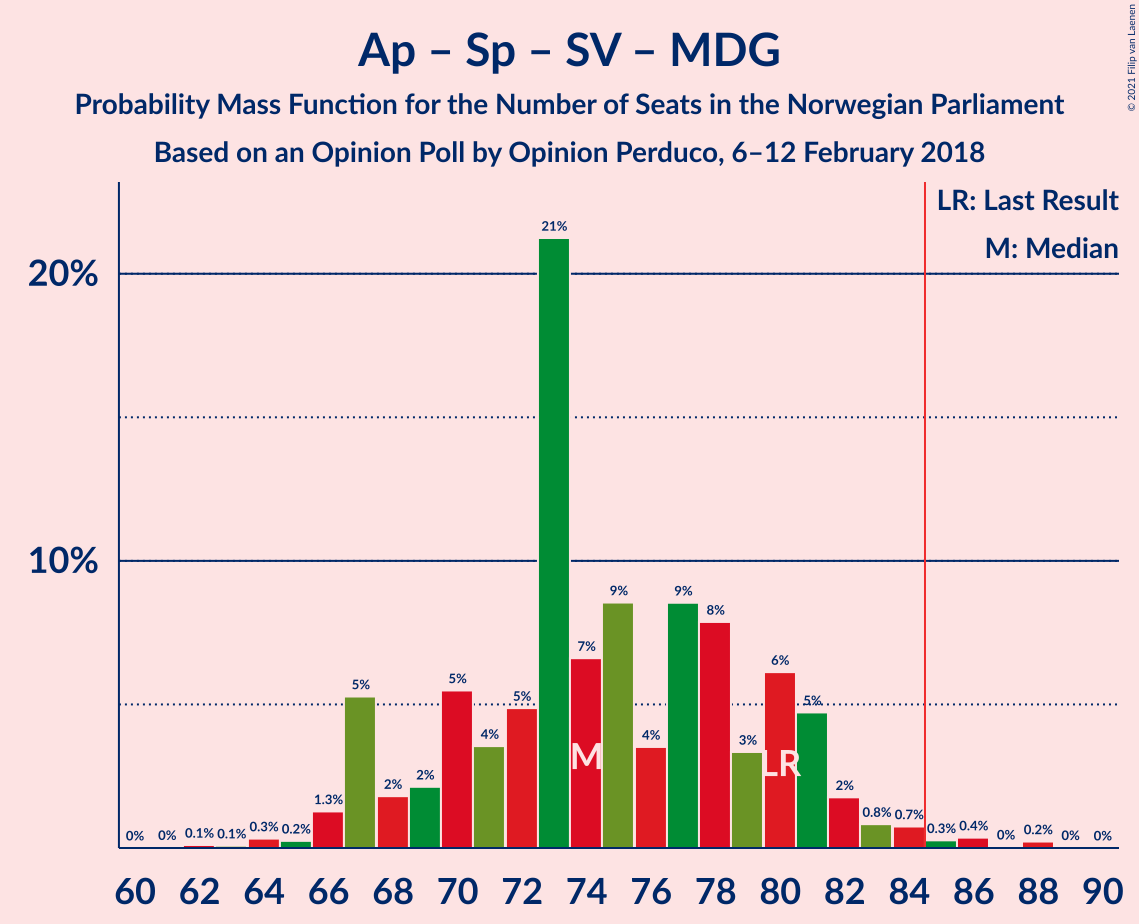 Ap – Sp – SV – MDG
Probability Mass Function for the Number of Seats in the Norwegian Parliament
Based on an Opinion Poll by Opinion Perduco, 6–12 February 2018
© 2021 Filip van Laenen
LR: Last Result
M: Median
20%
10%
0% 0% 0.1% 0.1% 0.3% 0.2% 1.3% 5% 2% 2% 5% 4% 5% 21% 7% 9% 4% 9% 8% 3% 6% 5% 2% 0.8% 0.7% 0.3% 0.4% 0% 0.2% 0% 0%
M LR
60 62 64 66 68 70 72 74 76 78 80 82 84 86 88 90